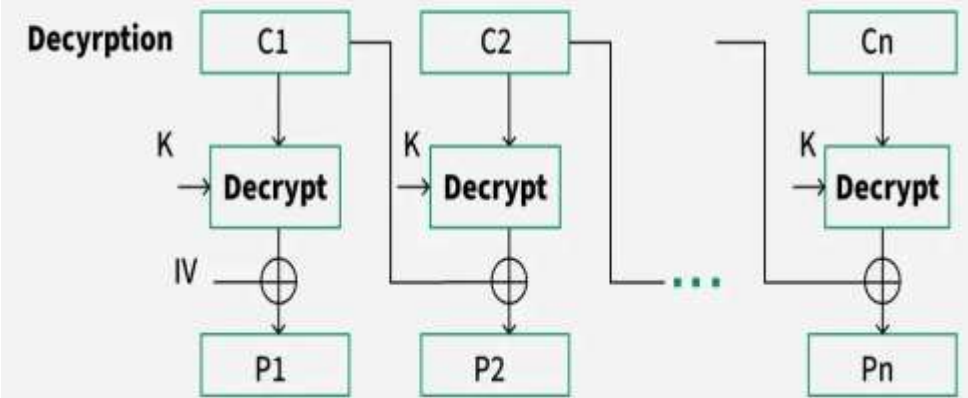 Decyrption C1 C2 Cn
K K K
Decrypt Decrypt Decrypt
IV
P1 P2 Pn